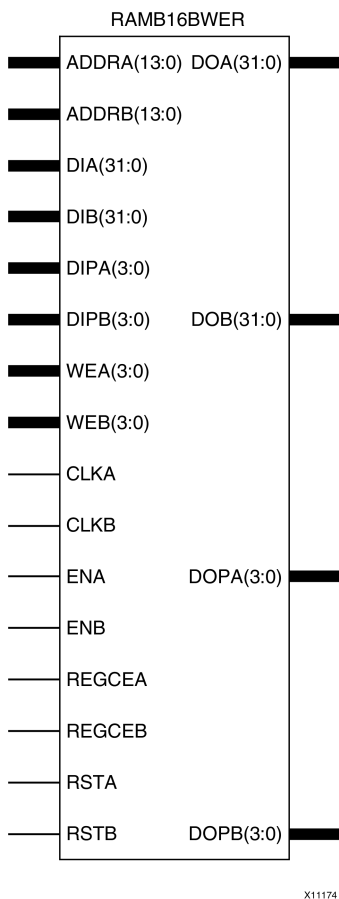 RAMB16BWER
ADDRA(13:0) DOA(31:0)
ADDRB(13:0)
DIA(31:0)
DIB(31:0)
DIPA(3:0)
DIPB(3:0) DOB(31:0)
WEA(3:0)
WEB(3:0)
CLKA
CLKB
ENA DOPA(3:0)
ENB
REGCEA
REGCEB
RSTA
RSTB DOPB(3:0)
X11174